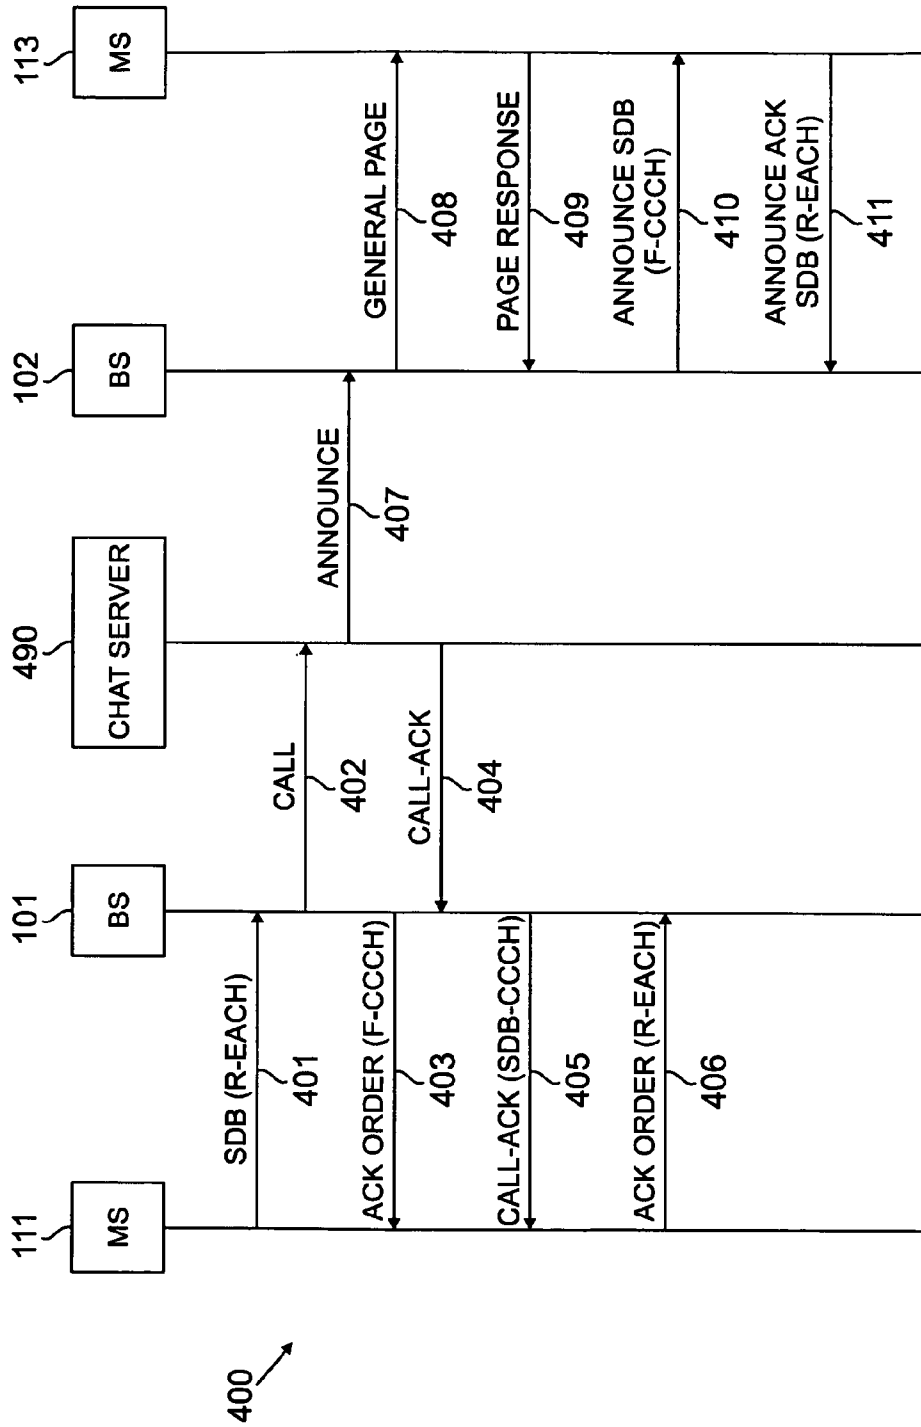 400
111
MS
101
BS
490
CHAT SERVER
102
BS
113
MS
SDB (R-EACH)
401
CALL
402
ANNOUNCE
407
ACK ORDER (F-CCCH)
403
GENERAL PAGE
408
CALL-ACK
404
CALL-ACK (SDB-CCCH)
405
PAGE RESPONSE
409
ACK ORDER (R-EACH)
406
ANNOUNCE SDB
(F-CCCH)
410
ANNOUNCE ACK
SDB (R-EACH)
411